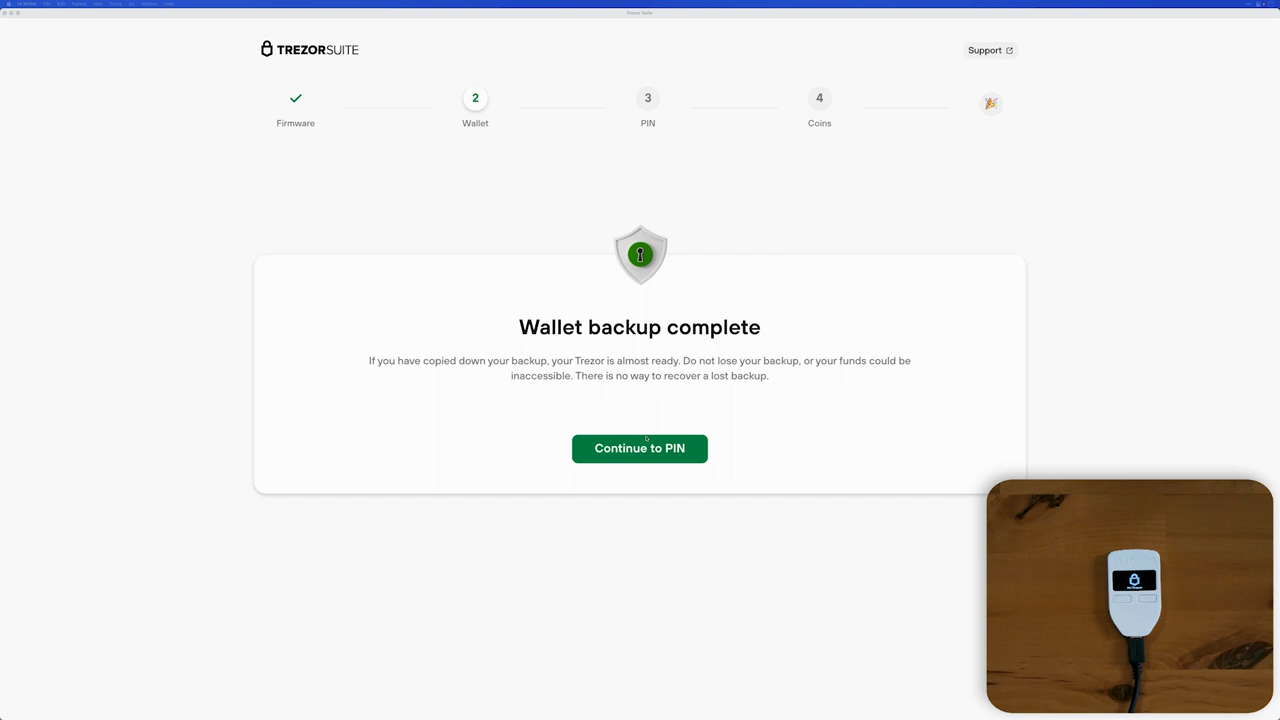 Trezor Suite
TREZORSUITE
Support
2
3
4
Firmware
Wallet
PIN
Coins
Wallet backup complete
If you have copied down your backup, your Trezor is almost ready. Do not lose your backup, or your funds could be
inaccessible. There is no way to recover a lost backup.
Continue to PIN